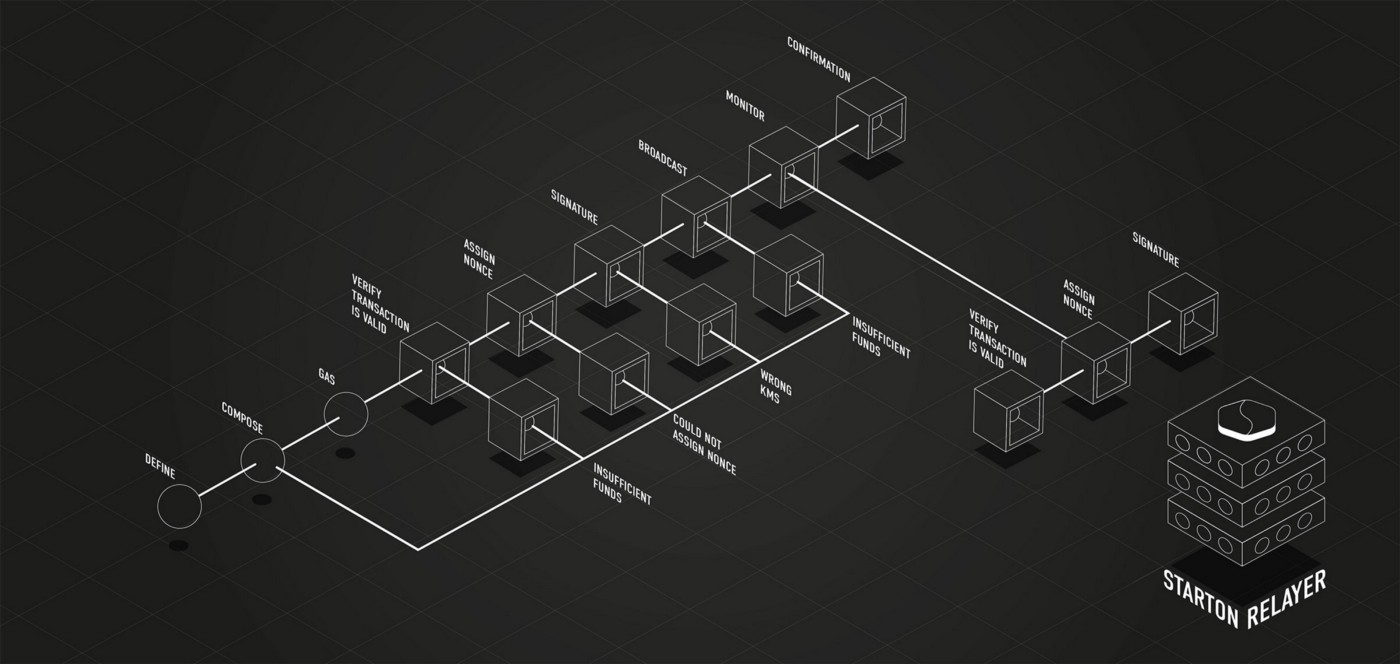 CONFIRMATION
MONITOR
BROADCAST
SIGNATURE
ASSIGN
NONCE
VERIFY
TRANSACTION
IS VALID
GAS
COMPOSE
DEFINE
INSUFFICIENT
FUNDS
WRONG
KMS
COULD NOT
ASSIGN NONCE
INSUFFICIENT
FUNDS
SIGNATURE
ASSIGN
NONCE
VERIFY
TRANSACTION
IS VALID
STARTON RELAYER